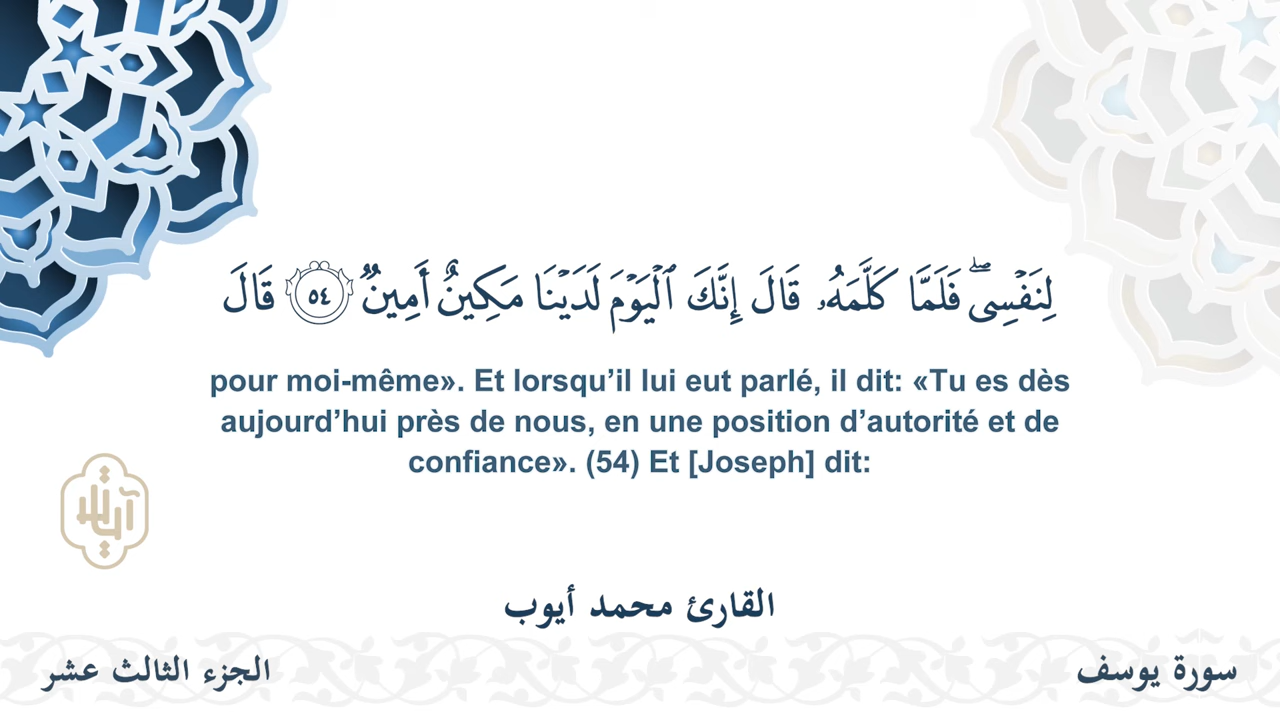 لِنَفْسِى ۖ فَلَمَّا كَلَّمَهُۥ قَالَ إِنَّكَ ٱلْيَوْمَ لَدَيْنَا مَكِينٌ أَمِينٌ ٥٤ قَالَ
pour moi-même». Et lorsqu’il lui eut parlé, il dit: «Tu es dès
aujourd’hui près de nous, en une position d’autorité et de
confiance». (54) Et [Joseph] dit:
القارئ محمد أيوب
سورة يوسف
الجزء الثالث عشر